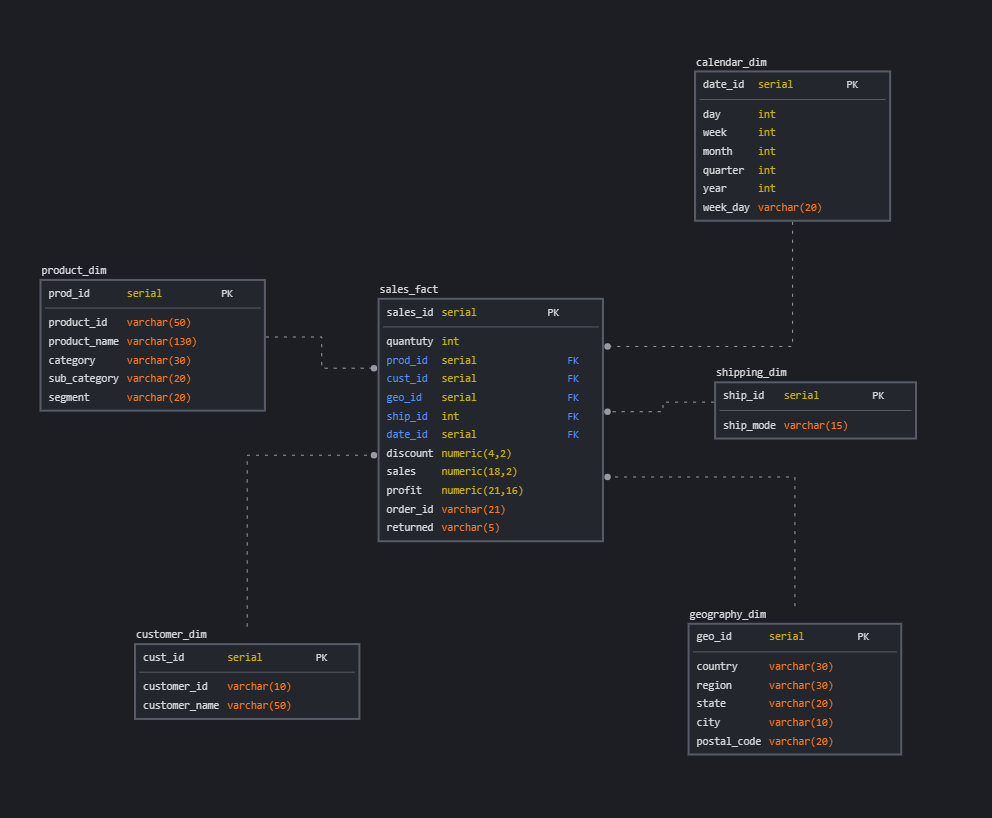 calendar_dim
date_id serial PK
day int
week int
month int
quarter int
year int
week_day varchar(20)
product_dim
prod_id serial PK
product_id varchar(50)
product_name varchar(130)
category varchar(30)
sub_category varchar(20)
segment varchar(20)
sales_fact
sales_id serial PK
quantuty int
prod_id serial FK
cust_id serial FK
geo_id serial FK
ship_id int FK
date_id serial FK
discount numeric(4,2)
sales numeric(18,2)
profit numeric(21,16)
order_id varchar(21)
returned varchar(5)
shipping_dim
ship_id serial PK
ship_mode varchar(15)
customer_dim
cust_id serial PK
customer_id varchar(10)
customer_name varchar(50)
geography_dim
geo_id serial PK
country varchar(30)
region varchar(30)
state varchar(20)
city varchar(10)
postal_code varchar(20)